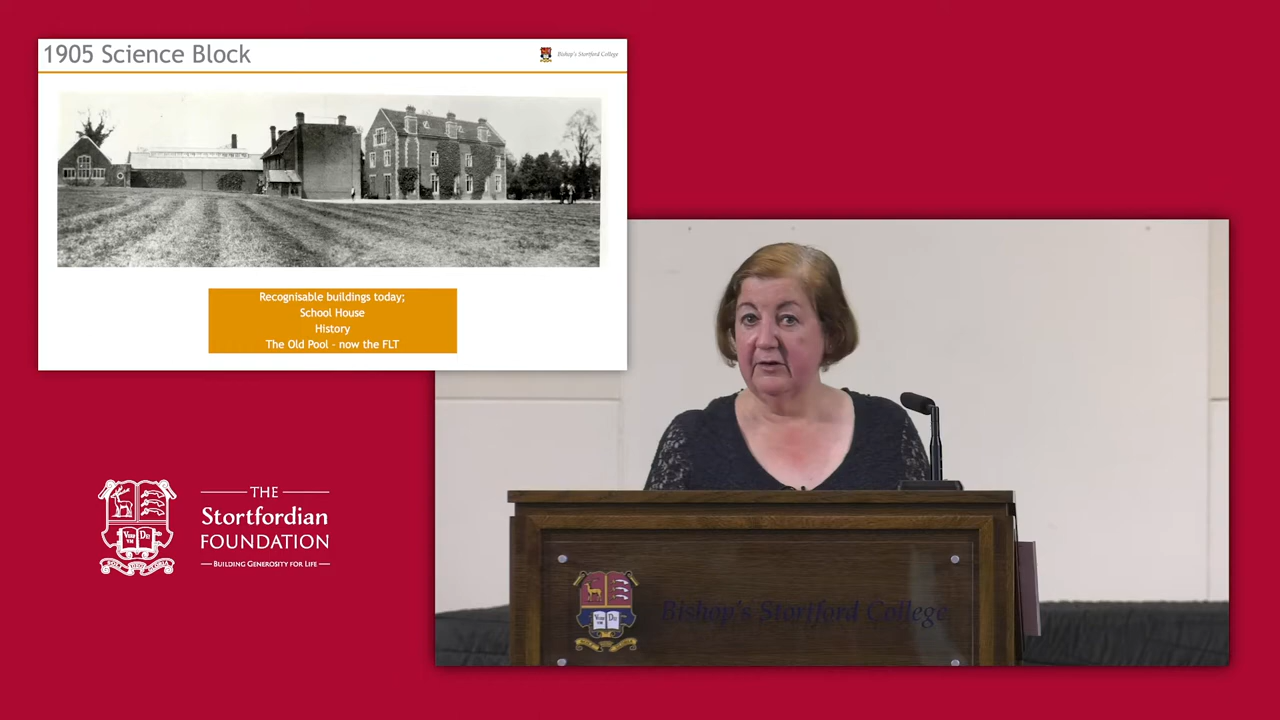 1905 Science Block
Bishop's Stortford College
Recognisable buildings today;
School House
History
The Old Pool - now the FLT
THE
Stortfordian
FOUNDATION
BUILDING GENEROSITY FOR LIFE
Bishop's Stortford College